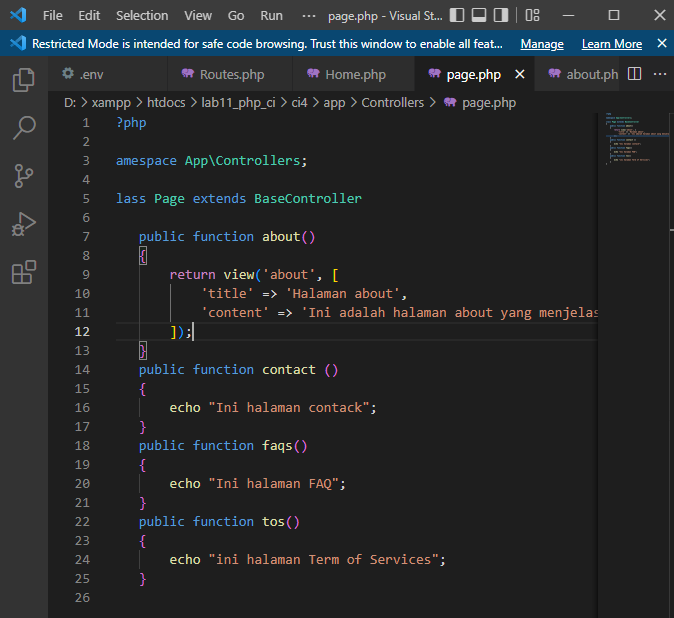 File Edit Selection View Go Run ··· page.php - Visual St...
Restricted Mode is intended for safe code browsing. Trust this window to enable all feat... Manage Learn More
.env Routes.php Home.php page.php about.ph ···
D: > xampp > htdocs > lab11_php_ci > ci4 > app > Controllers > page.php
1 ?php
2
3 amespace App\Controllers;
4
5 lass Page extends BaseController
6
7 public function about()
8 {
9 return view('about', [
10 'title' => 'Halaman about',
11 'content' => 'Ini adalah halaman about yang menjelas
12 ]);
13 }
14 public function contact ()
15 {
16 echo "Ini halaman contack";
17 }
18 public function faqs()
19 {
20 echo "Ini halaman FAQ";
21 }
22 public function tos()
23 {
24 echo "ini halaman Term of Services";
25 }
26